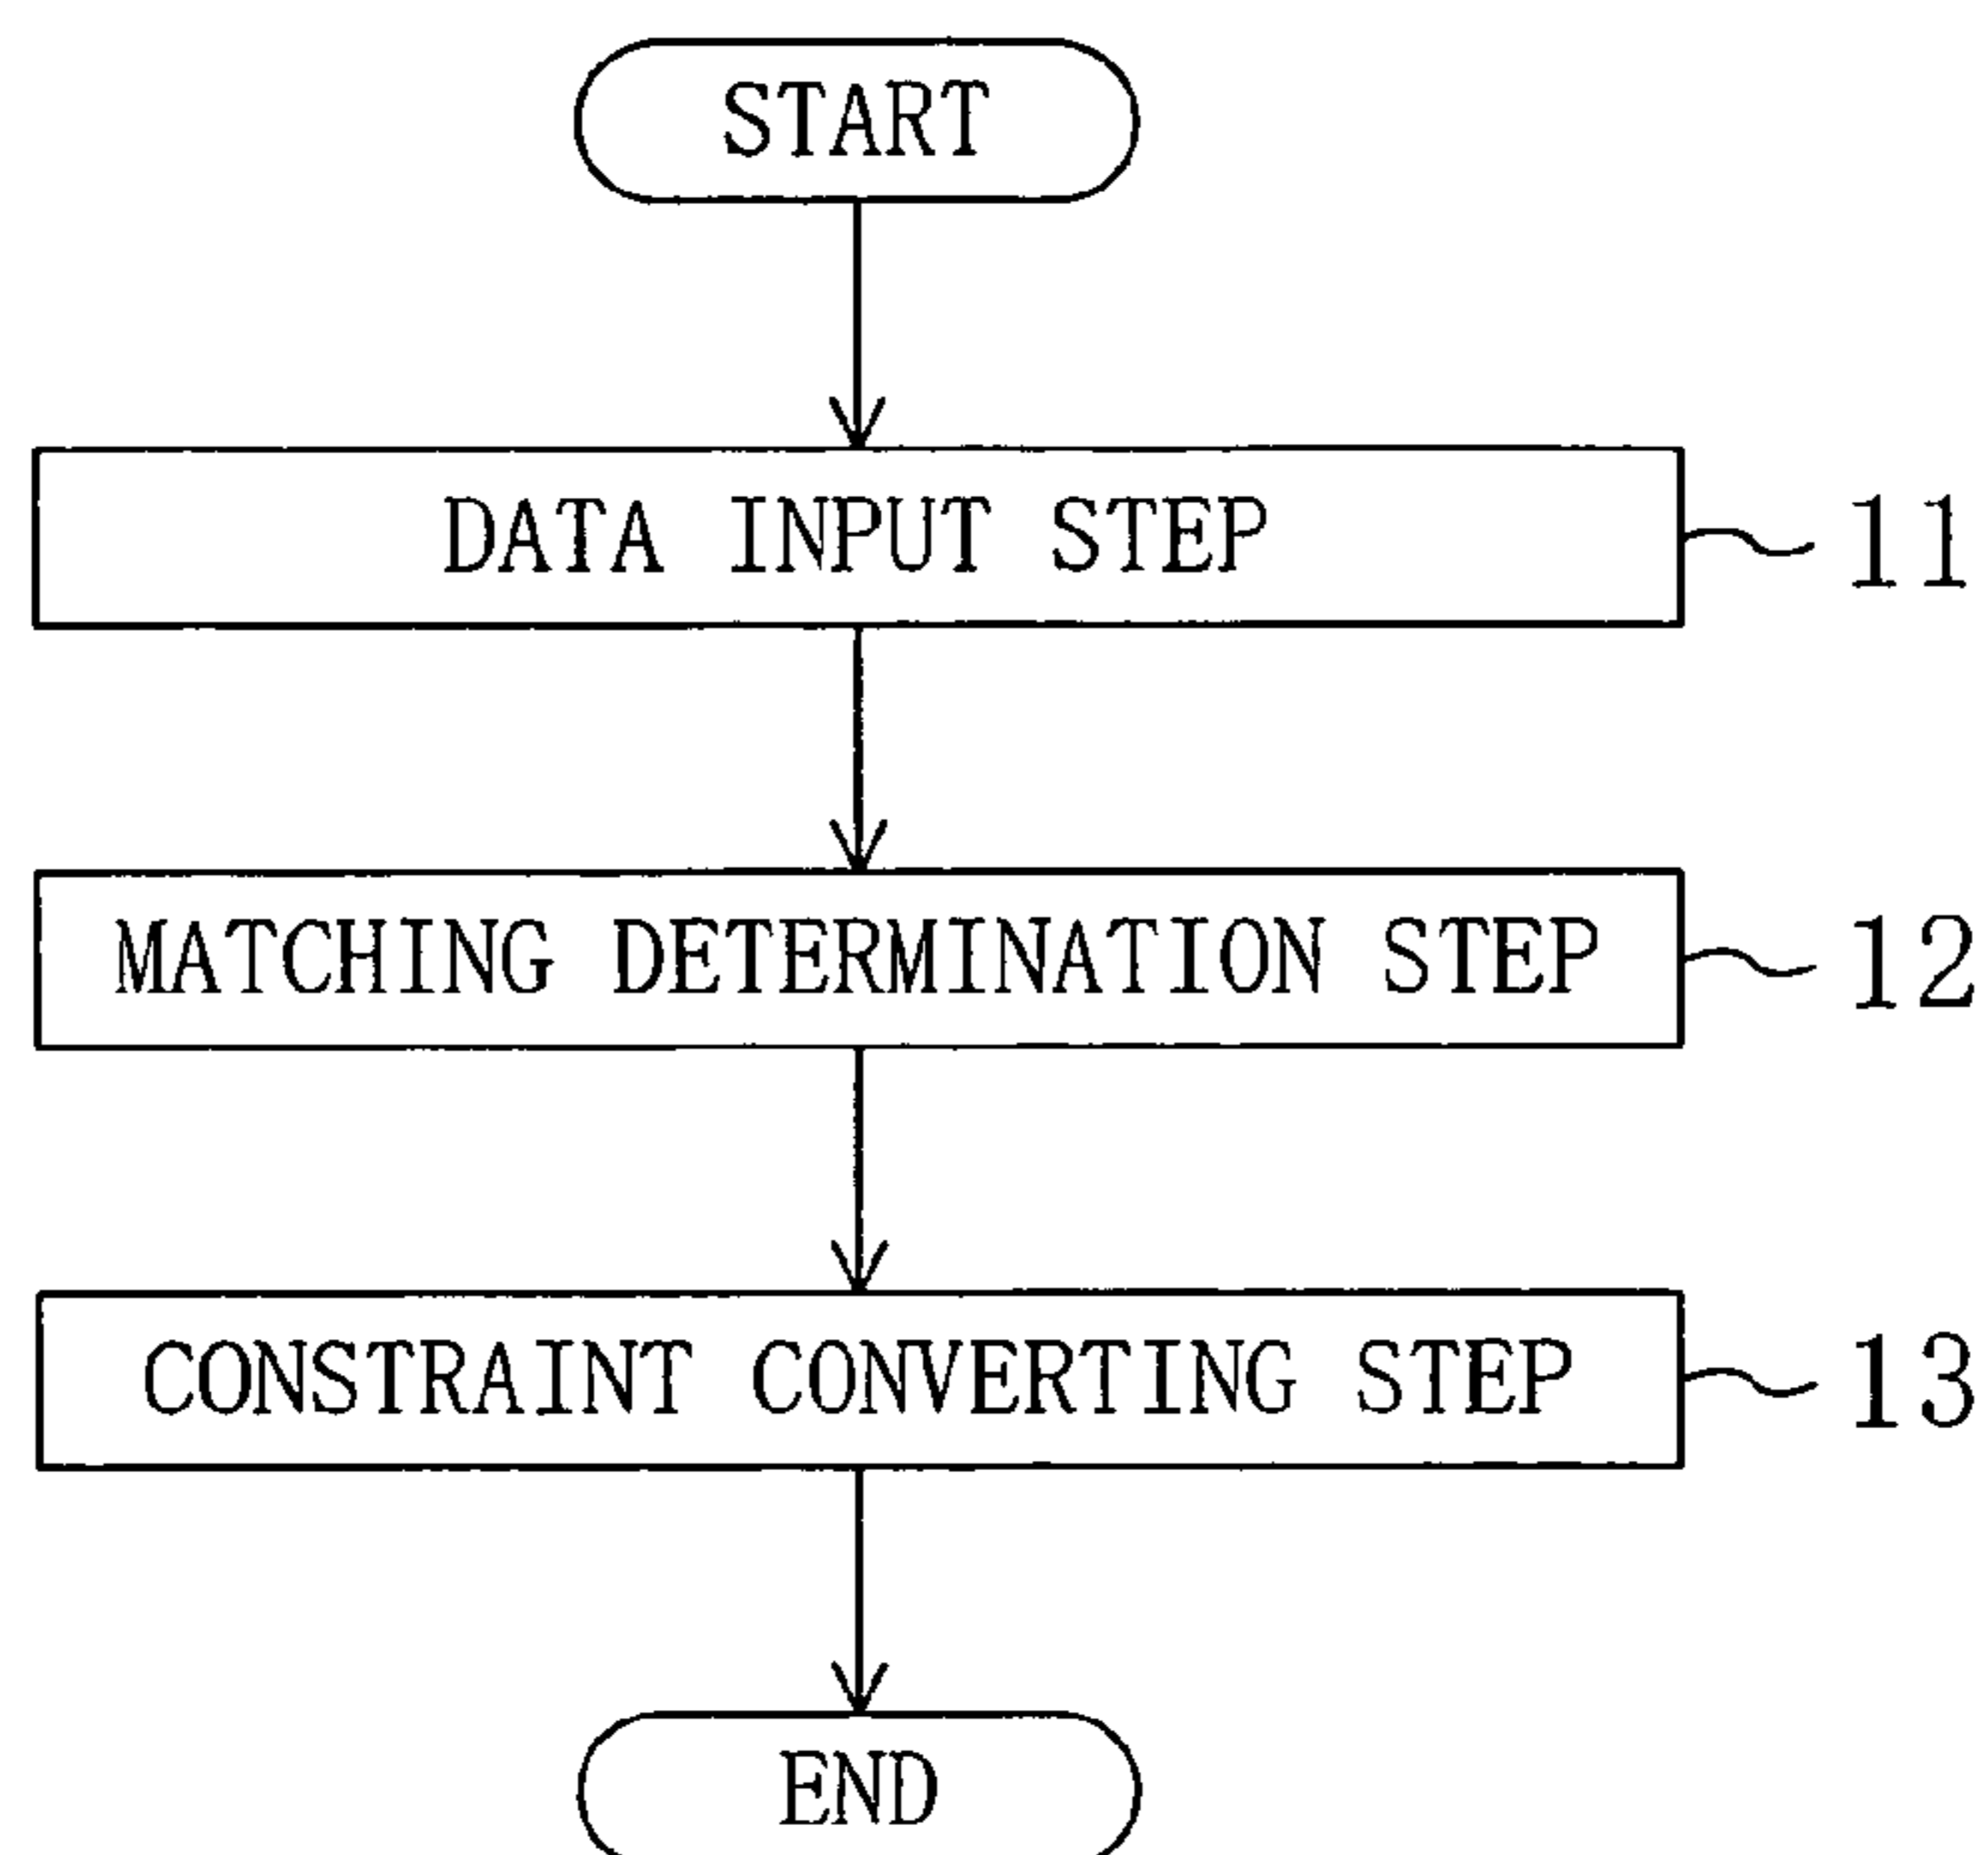 START
DATA INPUT STEP
11
MATCHING DETERMINATION STEP
12
CONSTRAINT CONVERTING STEP
13
END